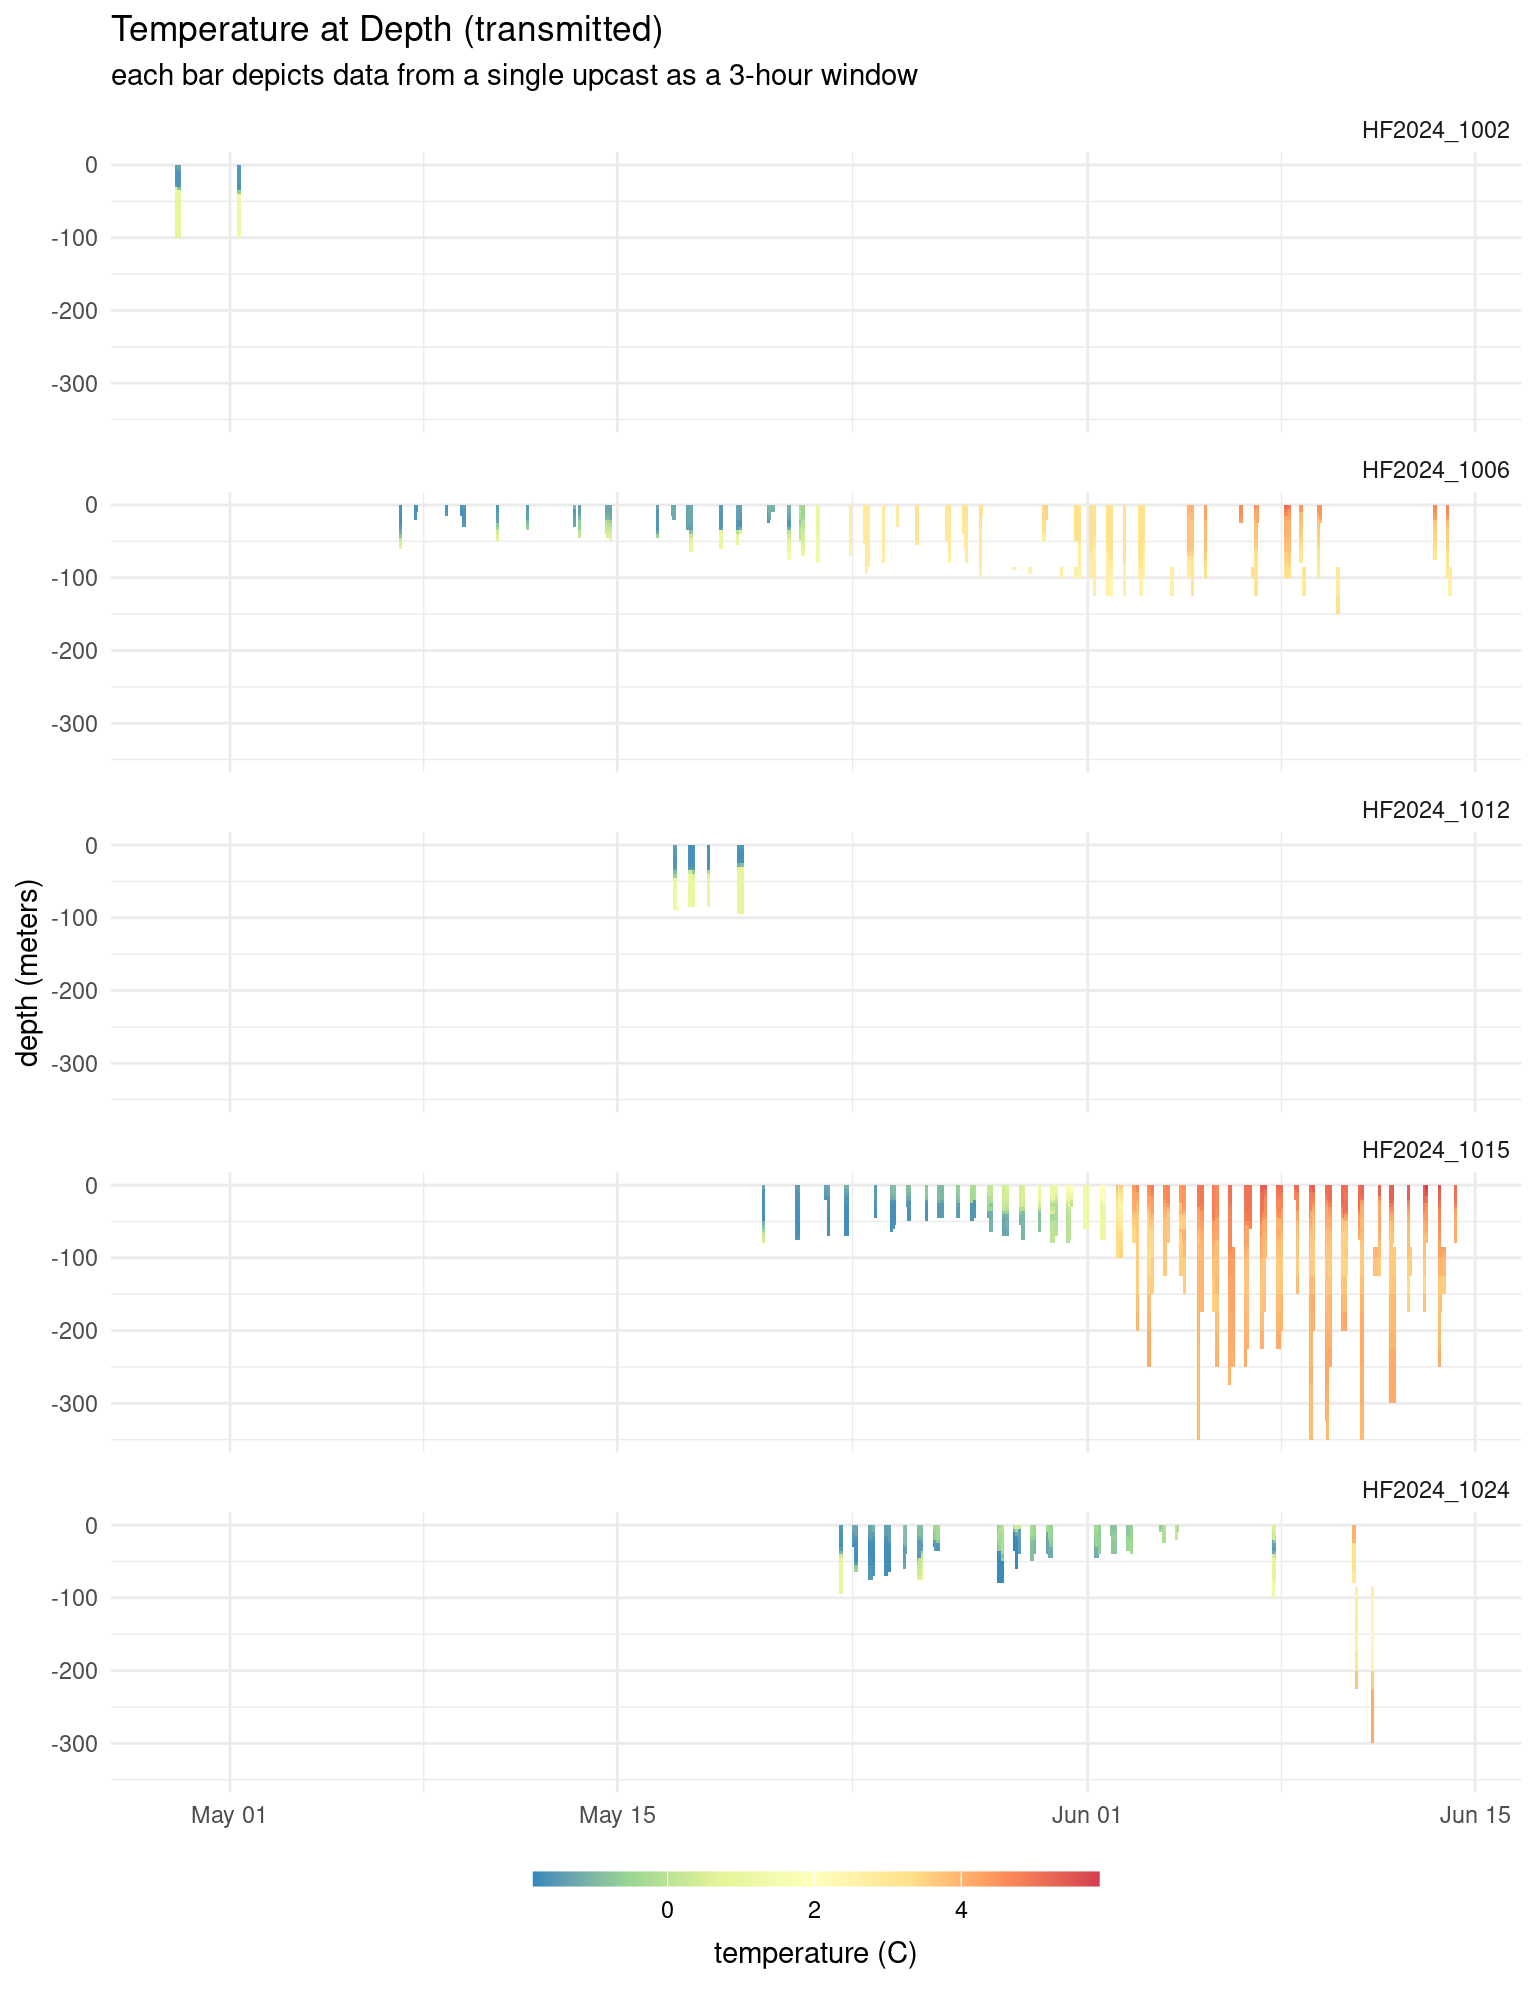 Temperature at Depth (transmitted)
each bar depicts data from a single upcast as a 3-hour window
HF2024_1002
0
-100
-200
-300
HF2024_1006
0
-100
-200
-300
HF2024_1012
0
-100
-200
-300
depth (meters)
HF2024_1015
0
-100
-200
-300
HF2024_1024
0
-100
-200
-300
May 01 May 15 Jun 01 Jun 15
0 2 4
temperature (C)